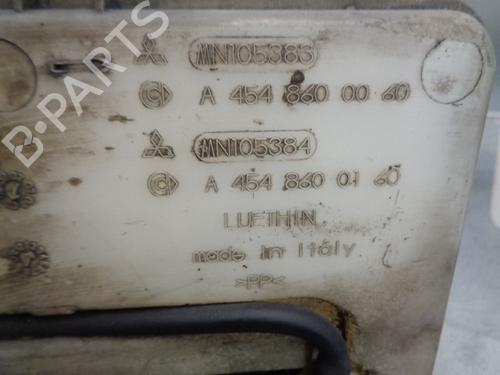 MN105383
A 454 860 00 60
MN105384
A 454 860 01 60
LUETHIN
made in Italy
>PP<
B-PARTS